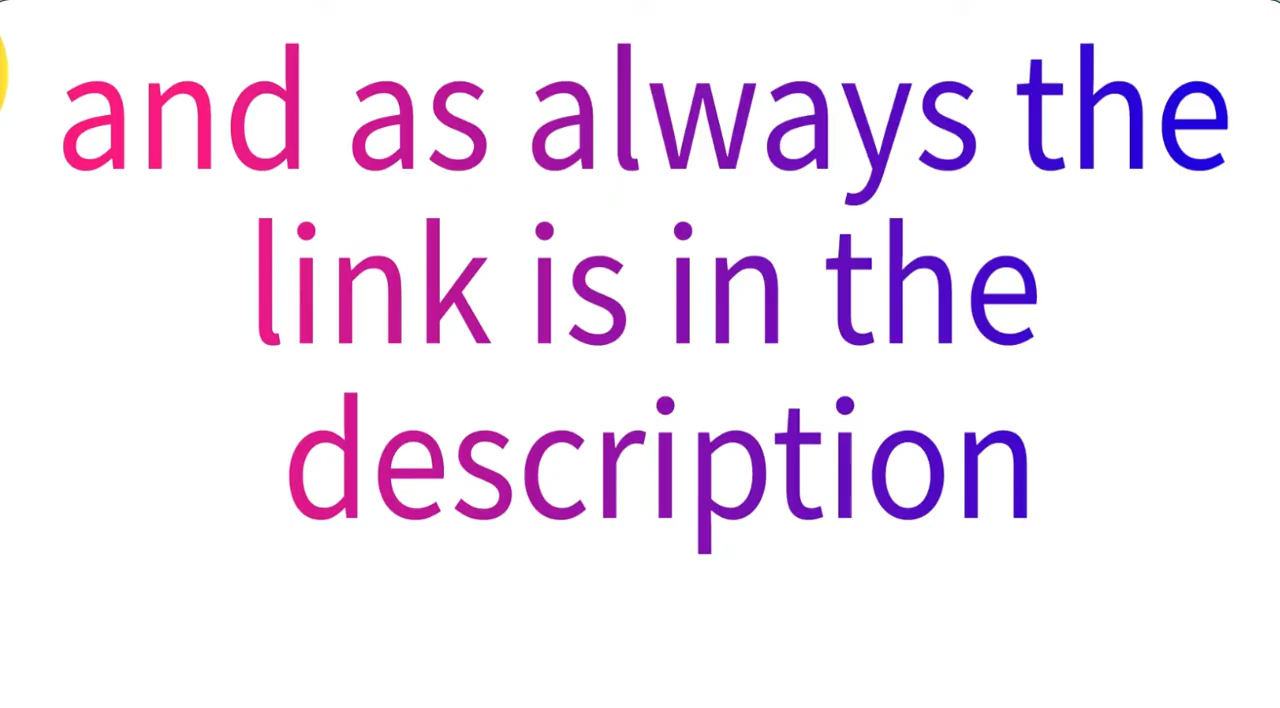 and as always the
link is in the
description